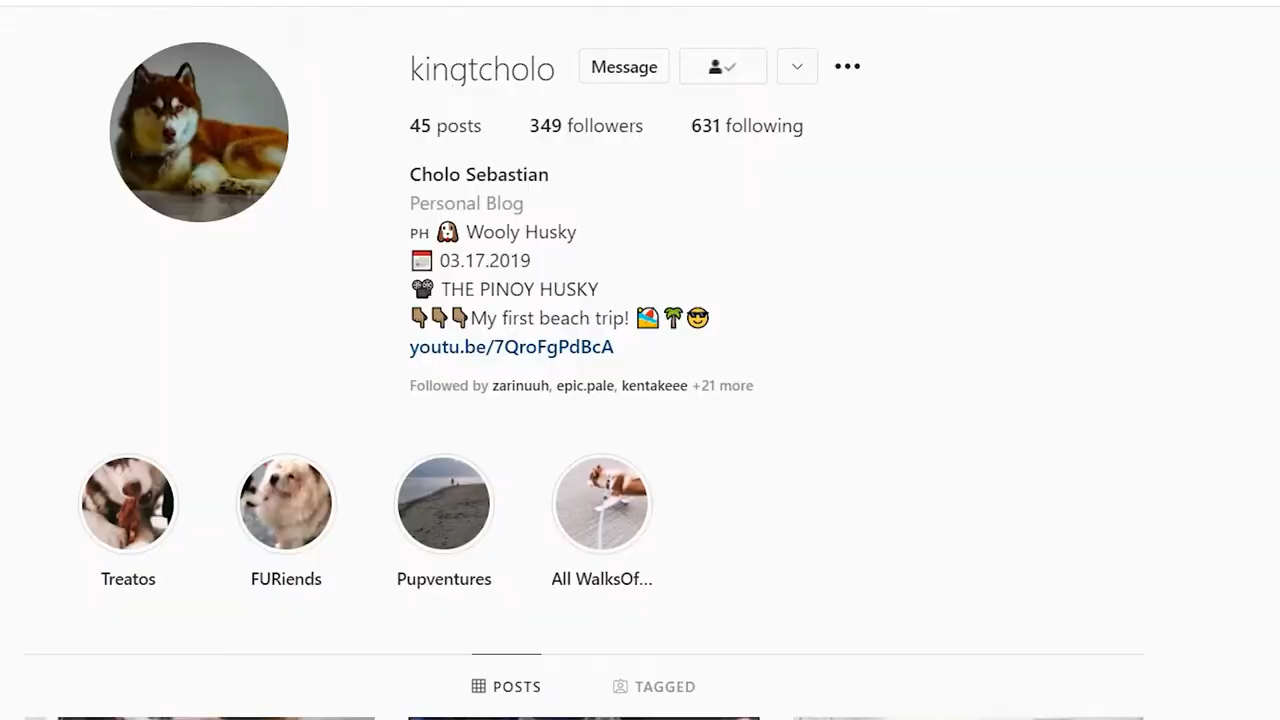 kingtcholo Message
45 posts 349 followers 631 following
Cholo Sebastian
Personal Blog
PH Wooly Husky
03.17.2019
THE PINOY HUSKY
My first beach trip!
youtu.be/7QroFgPdBcA
Followed by zarinuuh, epic.pale, kentakeee +21 more
Treatos FURiends Pupventures All WalksOf...
POSTS TAGGED